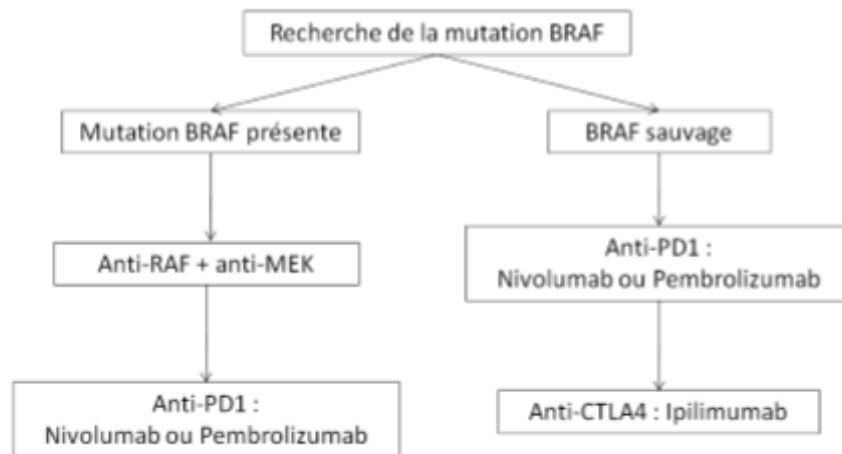 Recherche de la mutation BRAF
Mutation BRAF présente
BRAF sauvage
Anti-RAF + anti-MEK
Anti-PD1 :
Nivolumab ou Pembrolizumab
Anti-PD1 :
Nivolumab ou Pembrolizumab
Anti-CTLA4 : Ipilimumab